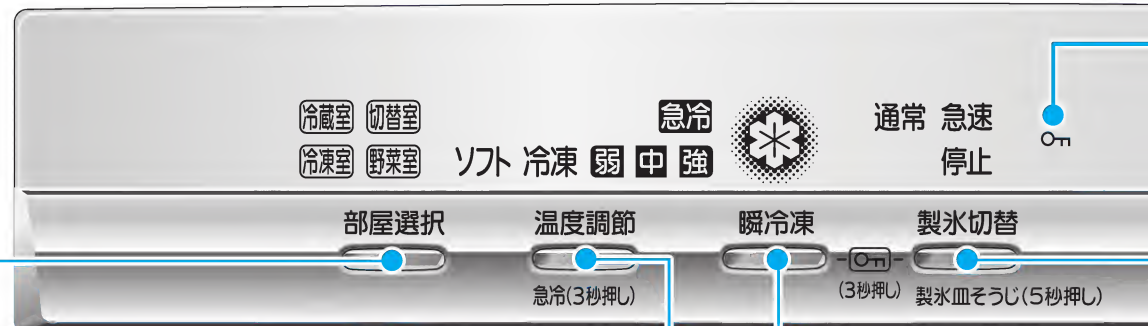 冷蔵室 切替室 急冷 通常 急速
冷凍室 野菜室 ソフト 冷凍 弱 中 強 停止
部屋選択 温度調節 瞬冷凍 製氷切替
急冷(3秒押し) (3秒押し) 製氷皿そうじ(5秒押し)